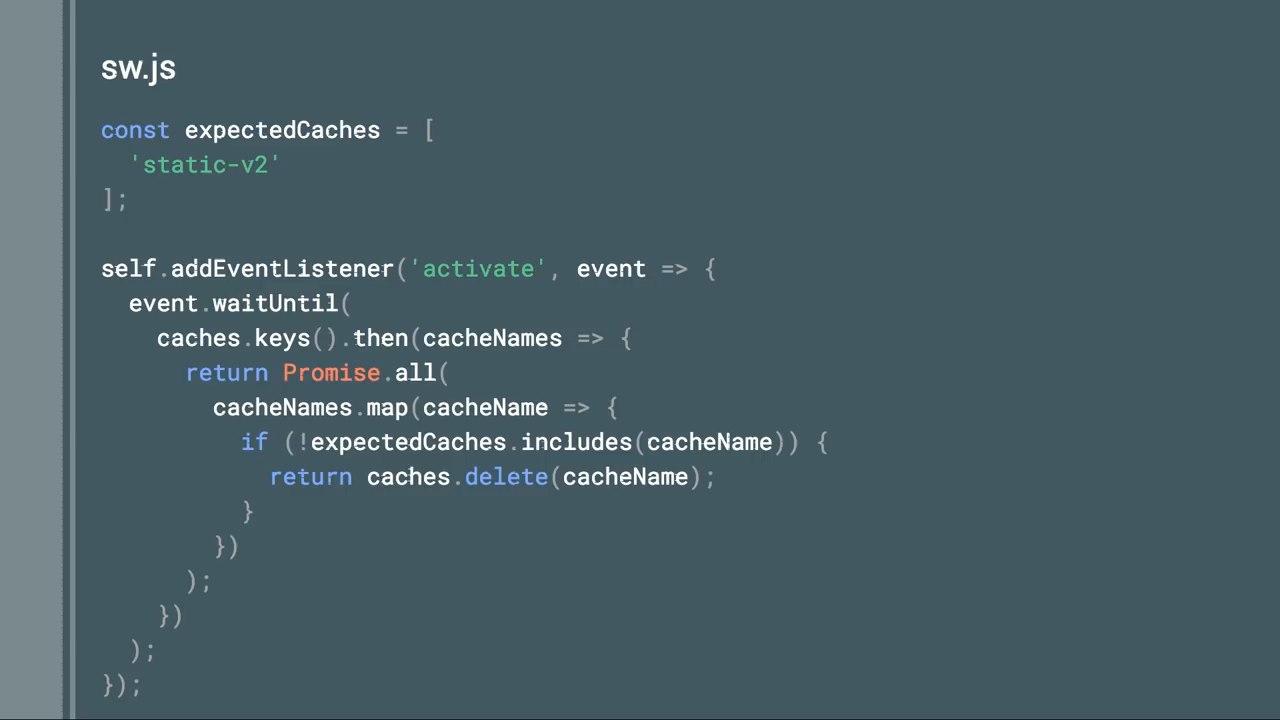 sw.js
const expectedCaches = [
  'static-v2'
];
self.addEventListener('activate', event => {
  event.waitUntil(
    caches.keys().then(cacheNames => {
      return Promise.all(
        cacheNames.map(cacheName => {
          if (!expectedCaches.includes(cacheName)) {
            return caches.delete(cacheName);
          }
        })
      );
    })
  );
});